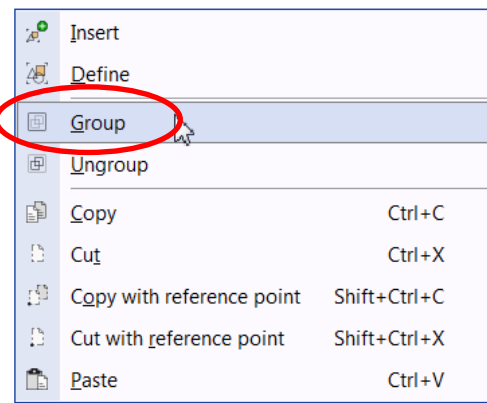 Insert
Define
Group
Ungroup
Copy Ctrl+C
Cut Ctrl+X
Copy with reference point Shift+Ctrl+C
Cut with reference point Shift+Ctrl+X
Paste Ctrl+V